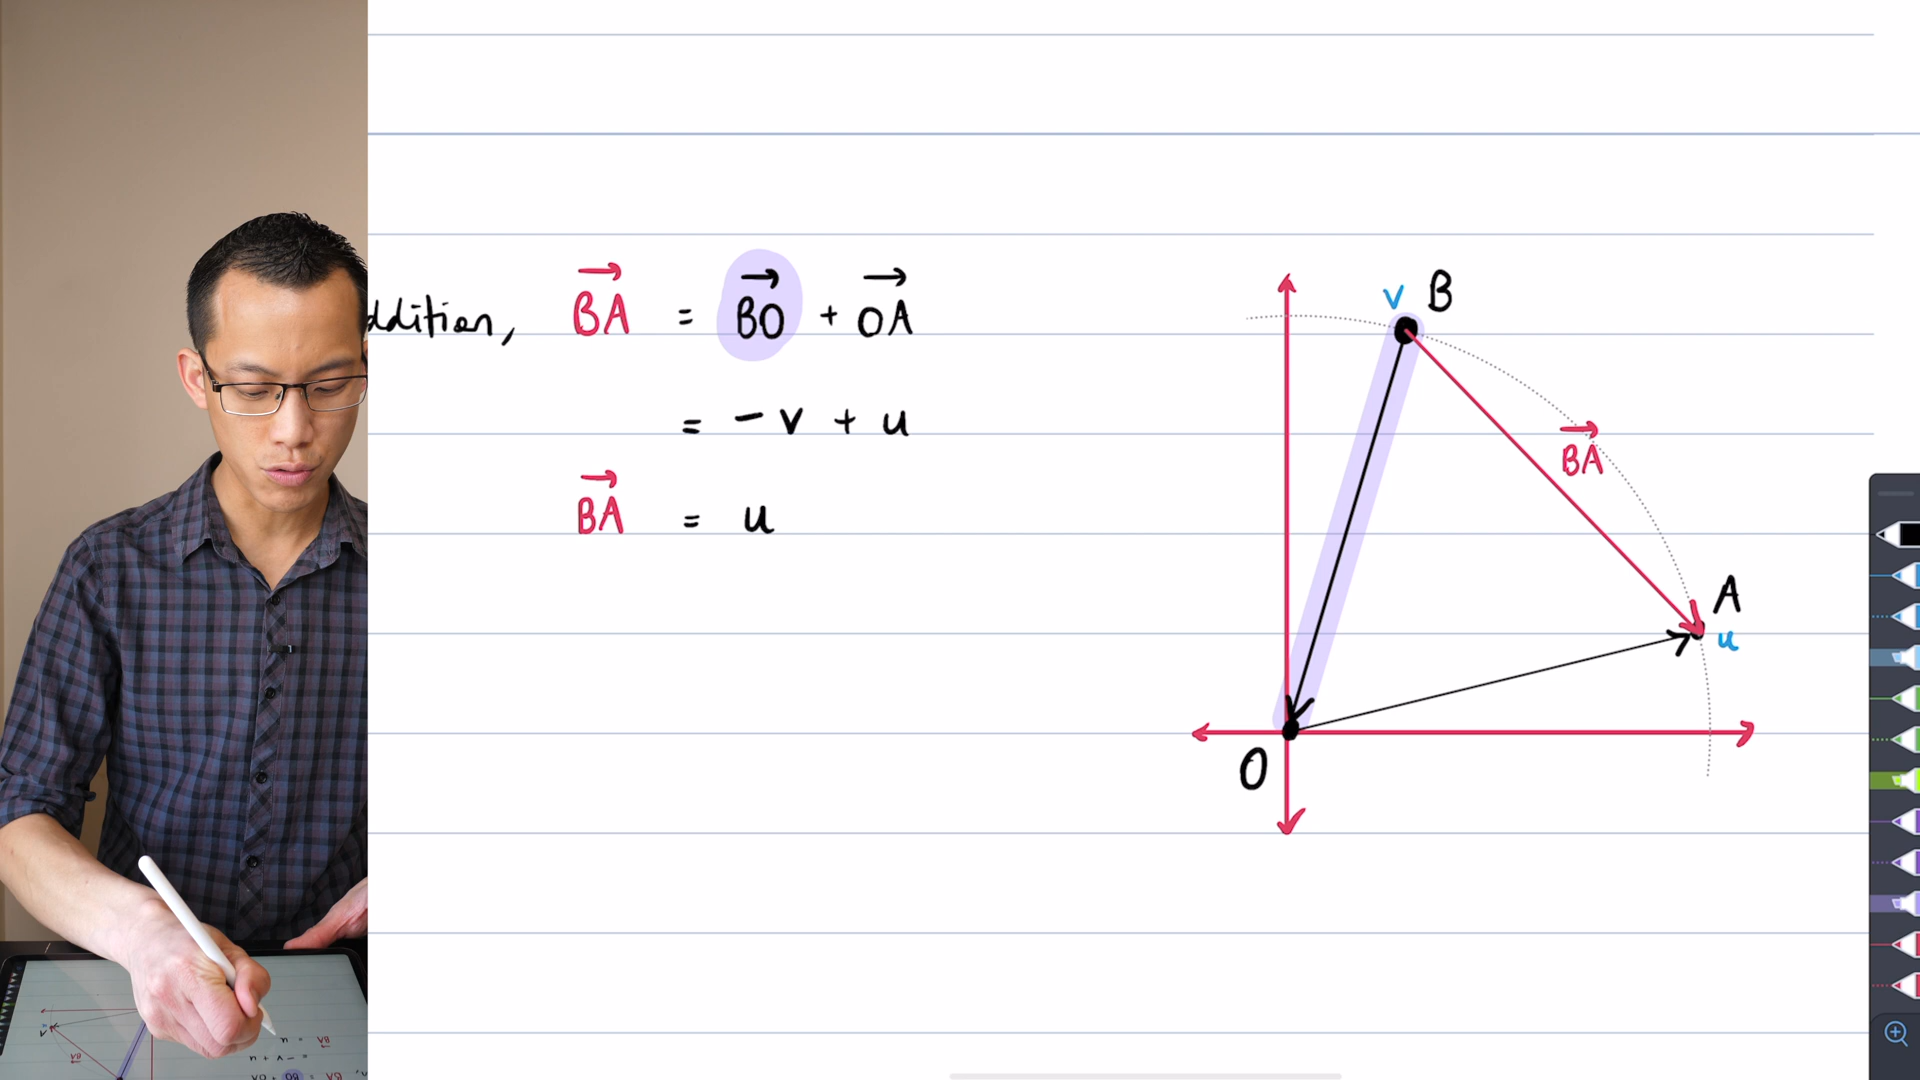 ddition, BA = BO + OA
= - v + u
BA = u
v B
BA
A
u
O